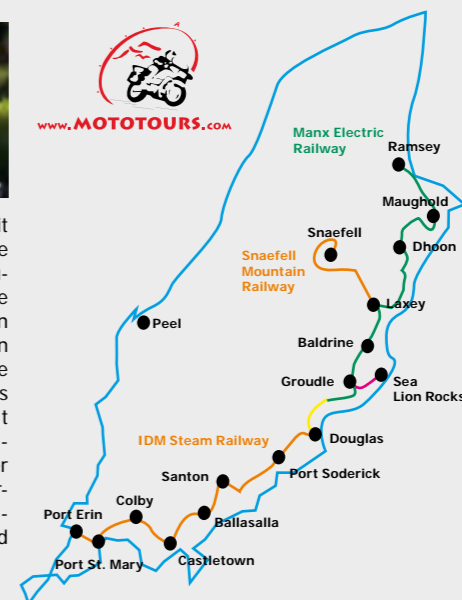 www.MOTOTOURS.com
Manx Electric
Railway
Ramsey
Maughold
Snaefell
Dhoon
Snaefell
Mountain
Railway
Laxey
Peel
Baldrine
Groudle
Sea
Lion Rocks
IDM Steam Railway
Douglas
Port Soderick
Santon
Colby
Ballasalla
Port Erin
Castletown
Port St. Mary